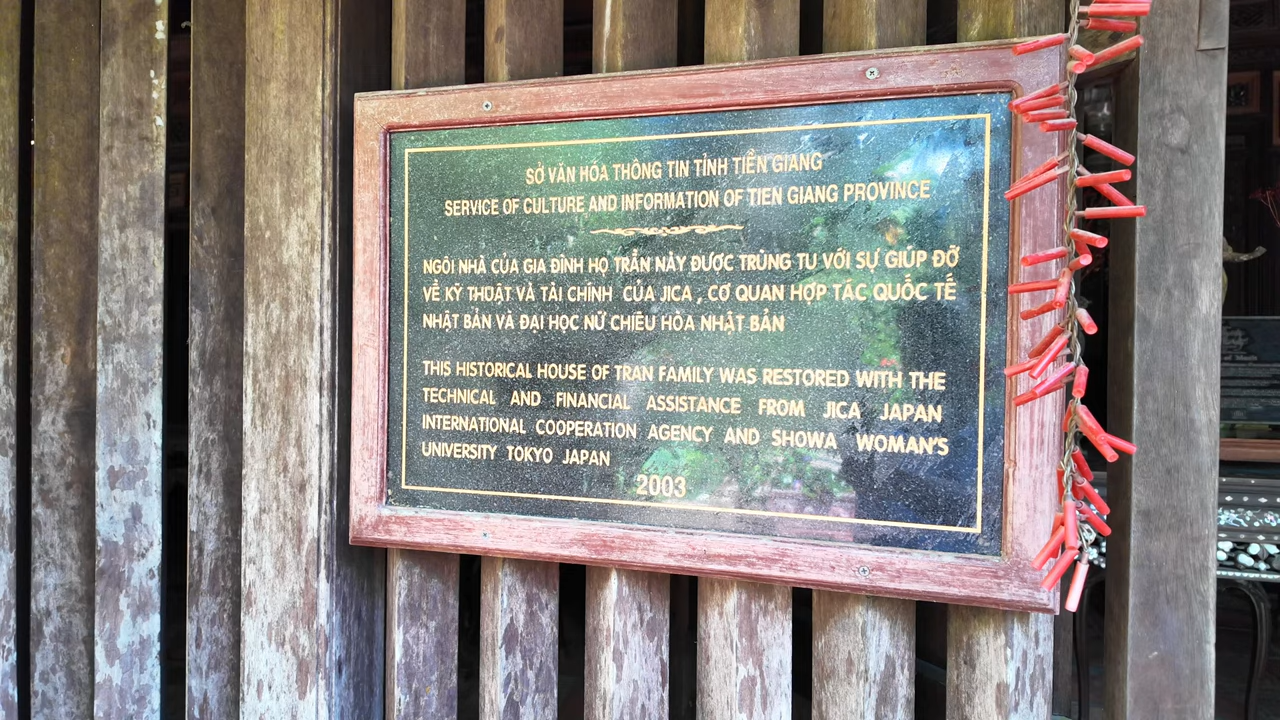 SỞ VĂN HÓA THÔNG TIN TỈNH TIỀN GIANG
SERVICE OF CULTURE AND INFORMATION OF TIEN GIANG PROVINCE
NGÔI NHÀ CỦA GIA ĐÌNH HỌ TRẦN NÀY ĐƯỢC TRÙNG TU VỚI SỰ GIÚP ĐỠ
VỀ KỸ THUẬT VÀ TÀI CHÍNH CỦA JICA , CƠ QUAN HỢP TÁC QUỐC TẾ
NHẬT BẢN VÀ ĐẠI HỌC NỮ CHIÊU HÒA NHẬT BẢN
THIS HISTORICAL HOUSE OF TRAN FAMILY WAS RESTORED WITH THE
TECHNICAL AND FINANCIAL ASSISTANCE FROM JICA JAPAN
INTERNATIONAL COOPERATION AGENCY AND SHOWA WOMAN'S
UNIVERSITY TOKYO JAPAN
2003